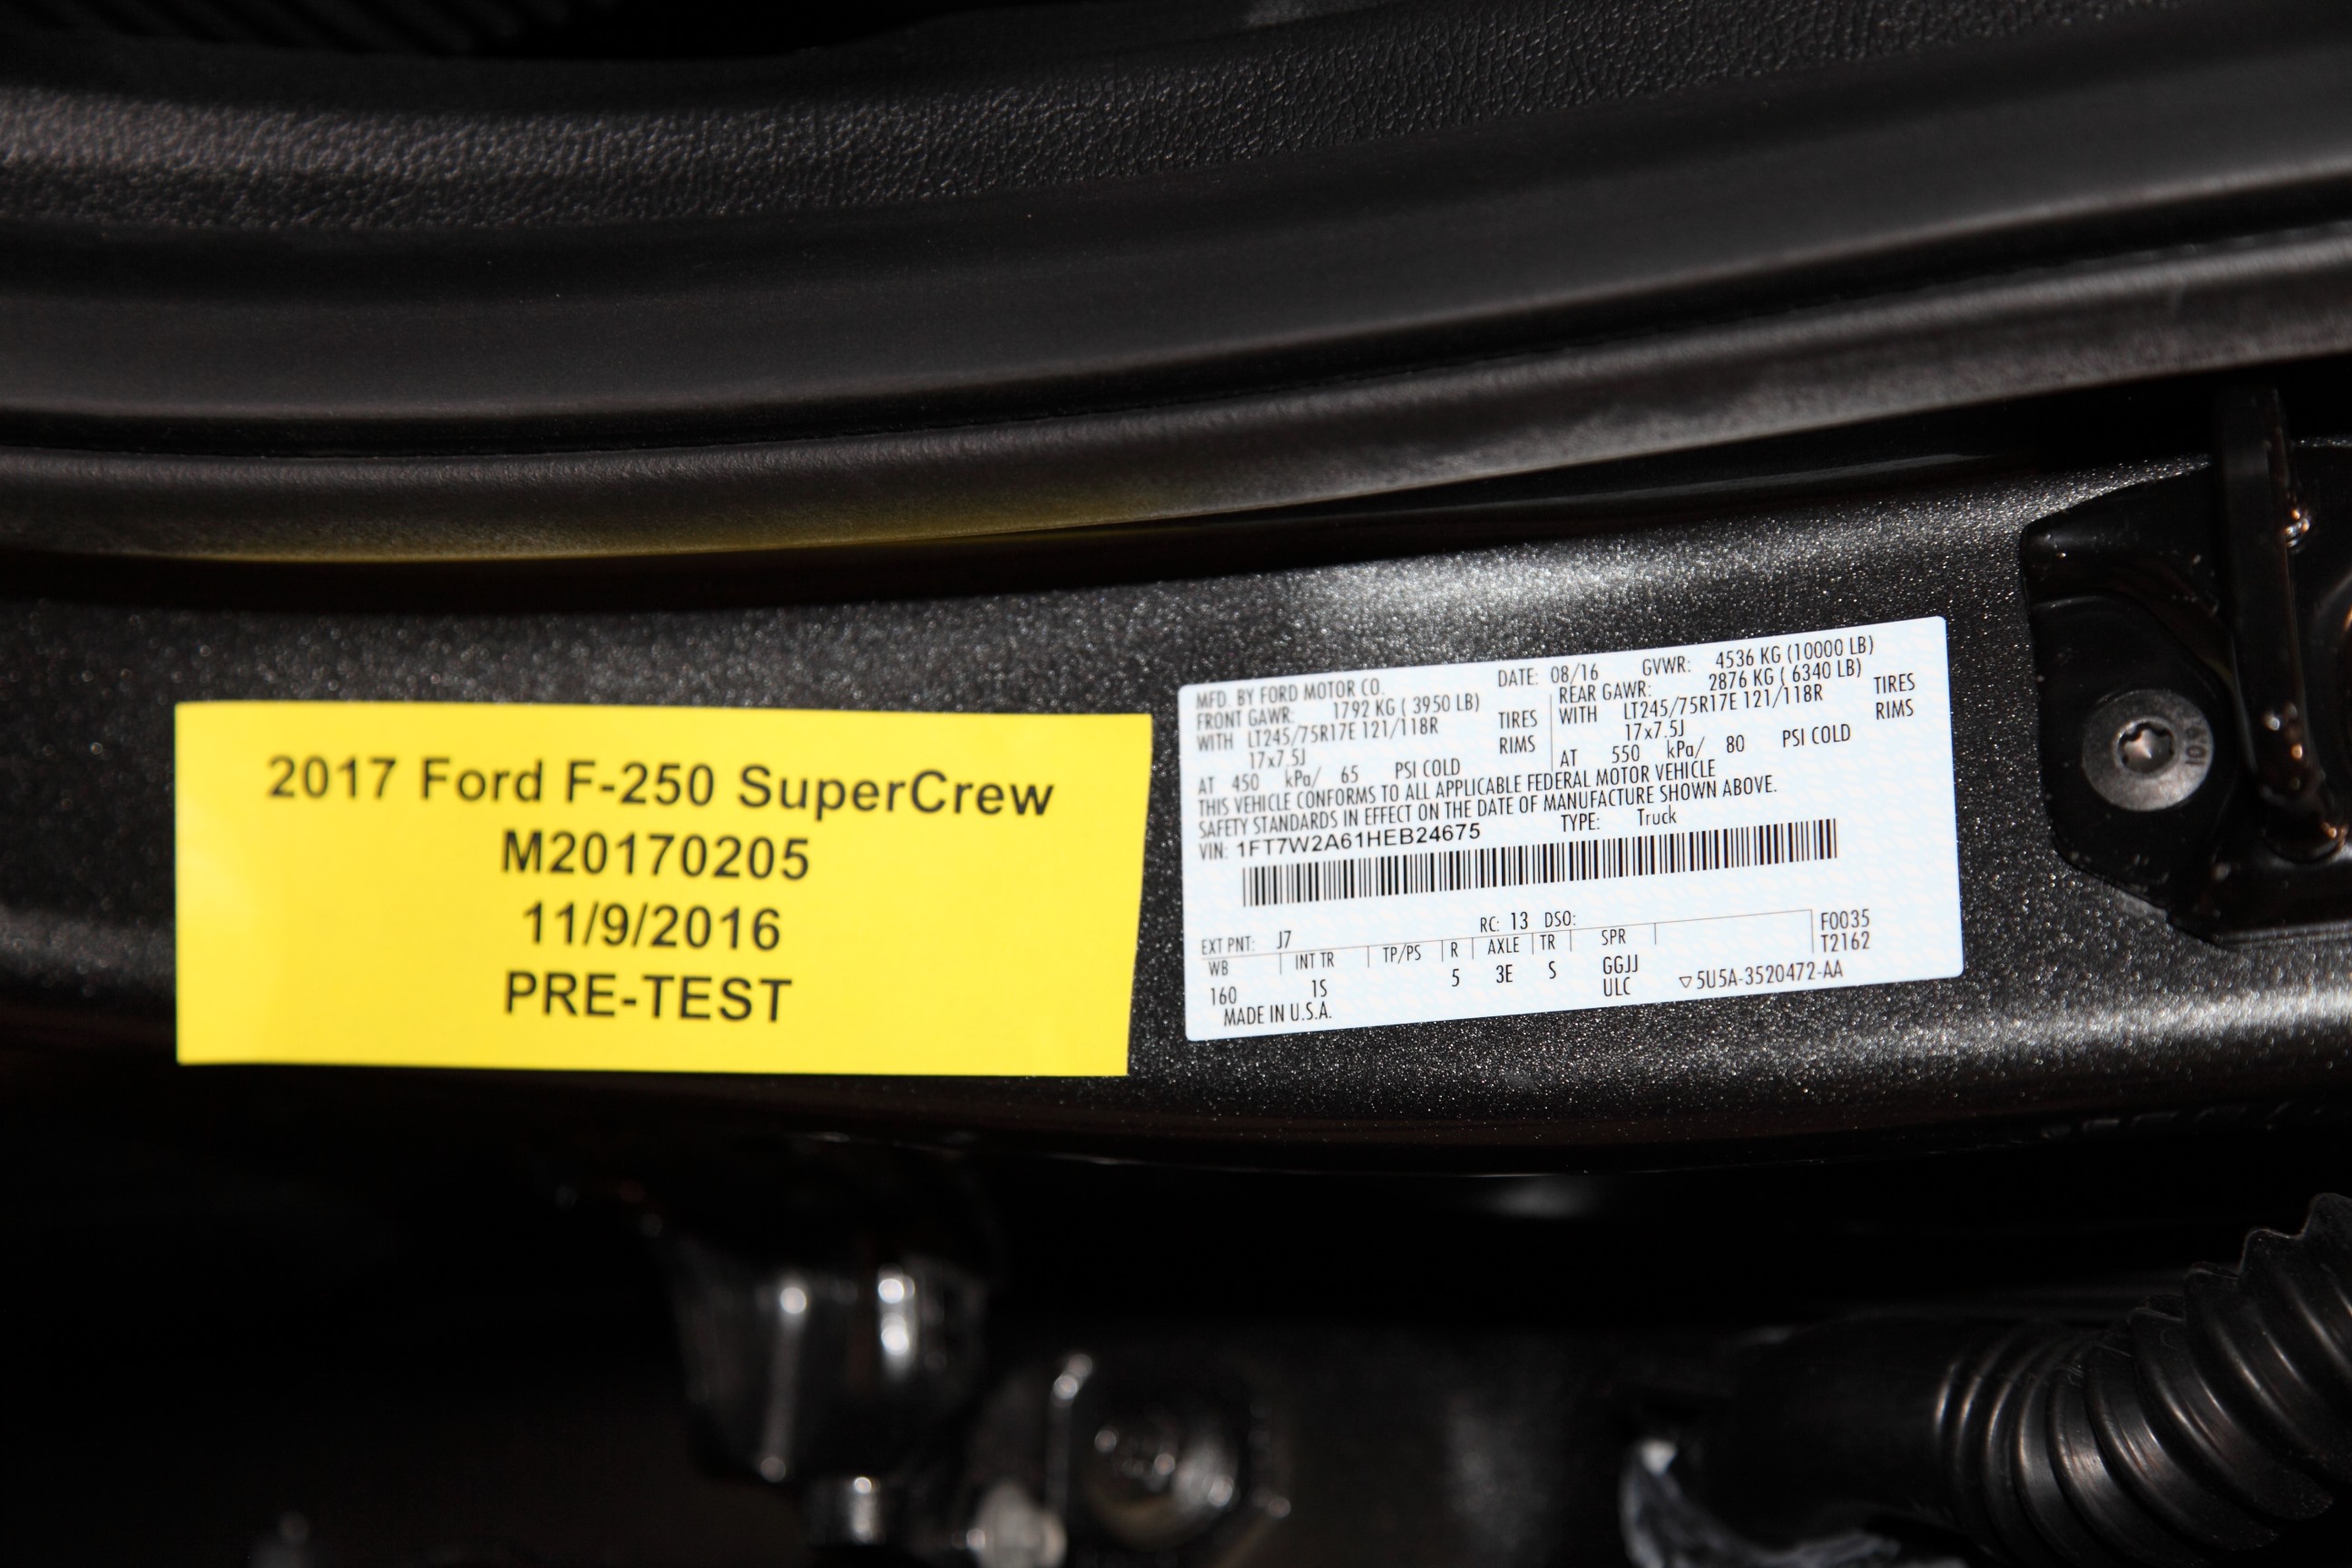 2017 Ford F-250 SuperCrew
M20170205
11/9/2016
PRE-TEST
MFD. BY FORD MOTOR CO. DATE: 08/16 GVWR: 4536 KG (10000 LB)
FRONT GAWR: 1792 KG ( 3950 LB) REAR GAWR: 2876 KG ( 6340 LB)
WITH LT245/75R17E 121/118R TIRES WITH LT245/75R17E 121/118R TIRES
17x7.5J RIMS 17x7.5J RIMS
AT 450 kPa/ 65 PSI COLD AT 550 kPa/ 80 PSI COLD
THIS VEHICLE CONFORMS TO ALL APPLICABLE FEDERAL MOTOR VEHICLE
SAFETY STANDARDS IN EFFECT ON THE DATE OF MANUFACTURE SHOWN ABOVE.
VIN: 1FT7W2A61HEB24675 TYPE: Truck
EXT PNT: J7 RC: 13 DSO: F0035
WB INT TR TP/PS R AXLE TR SPR T2162
160 1S 5 3E S GGJJ
MADE IN U.S.A. ULC ▽5U5A-3520472-AA
10.9